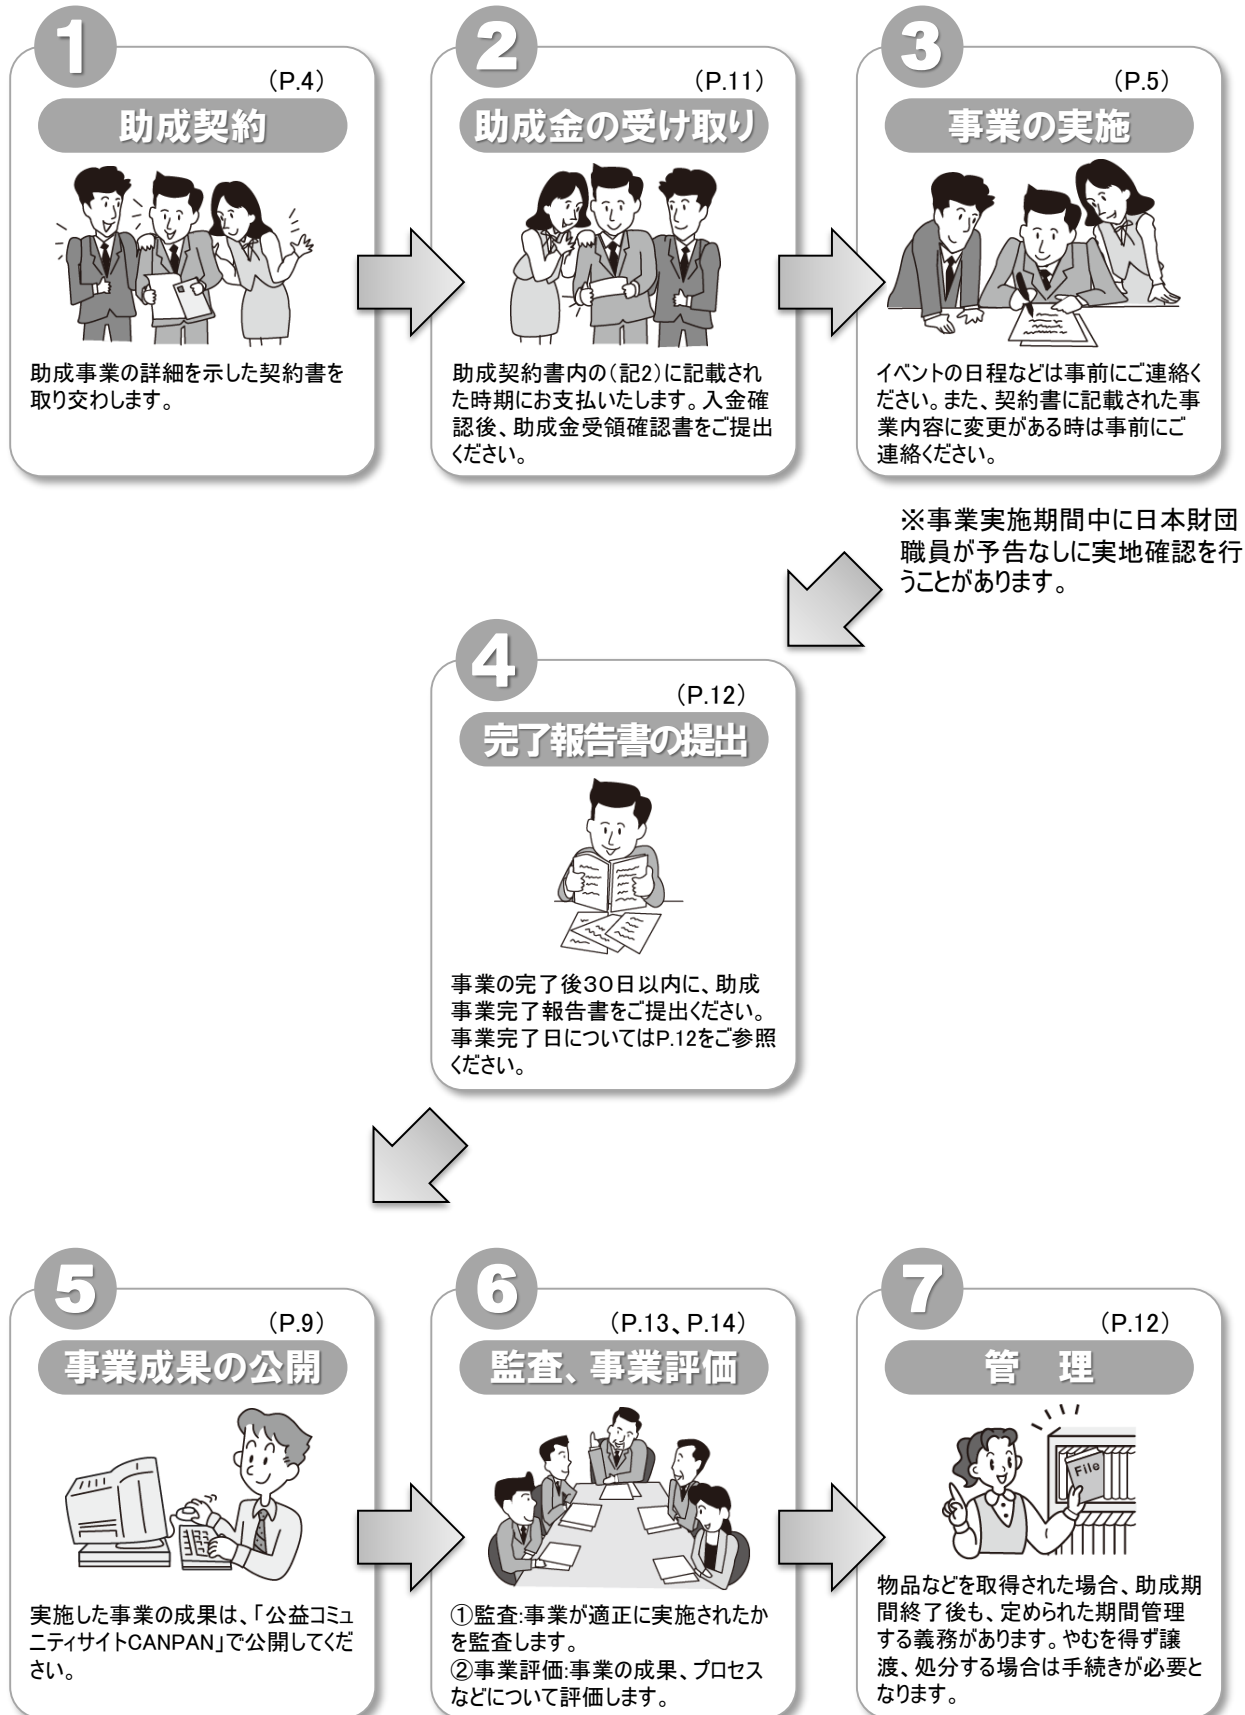 1
(P.4)
助成契約
助成事業の詳細を示した契約書を
取り交わします。
2
(P.11)
助成金の受け取り
助成契約書内の(記2)に記載され
た時期にお支払いたします。入金確
認後、助成金受領確認書をご提出
ください。
3
(P.5)
事業の実施
イベントの日程などは事前にご連絡く
ださい。また、契約書に記載された事
業内容に変更がある時は事前にご
連絡ください。
※事業実施期間中に日本財団
職員が予告なしに実地確認を行
うことがあります。
4
(P.12)
完了報告書の提出
事業の完了後30日以内に、助成
事業完了報告書をご提出ください。
事業完了日についてはP.12をご参照
ください。
5
(P.9)
事業成果の公開
実施した事業の成果は、「公益コミュ
ニティサイトCANPAN」で公開してくだ
さい。
6
(P.13、P.14)
監査、事業評価
①監査:事業が適正に実施されたか
を監査します。
②事業評価:事業の成果、プロセス
などについて評価します。
7
(P.12)
管　理
File
物品などを取得された場合、助成期
間終了後も、定められた期間管理
する義務があります。やむを得ず譲
渡、処分する場合は手続きが必要と
なります。